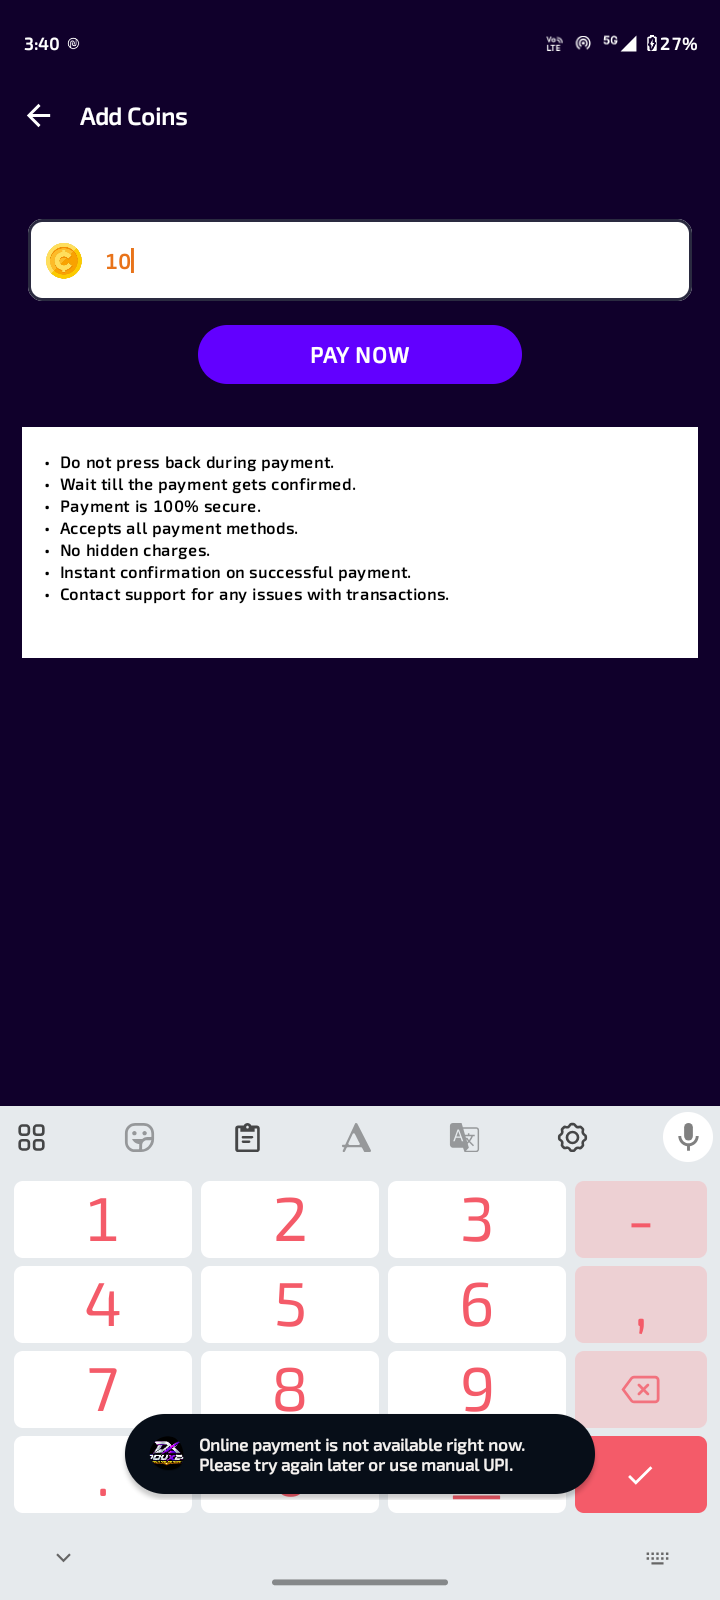 3:40
Vo
LTE
5G
27%
Add Coins
10
PAY NOW
• Do not press back during payment.
• Wait till the payment gets confirmed.
• Payment is 100% secure.
• Accepts all payment methods.
• No hidden charges.
• Instant confirmation on successful payment.
• Contact support for any issues with transactions.
1 2 3 -
4 5 6 ,
7 8 9
Online payment is not available right now.
Please try again later or use manual UPI.
.